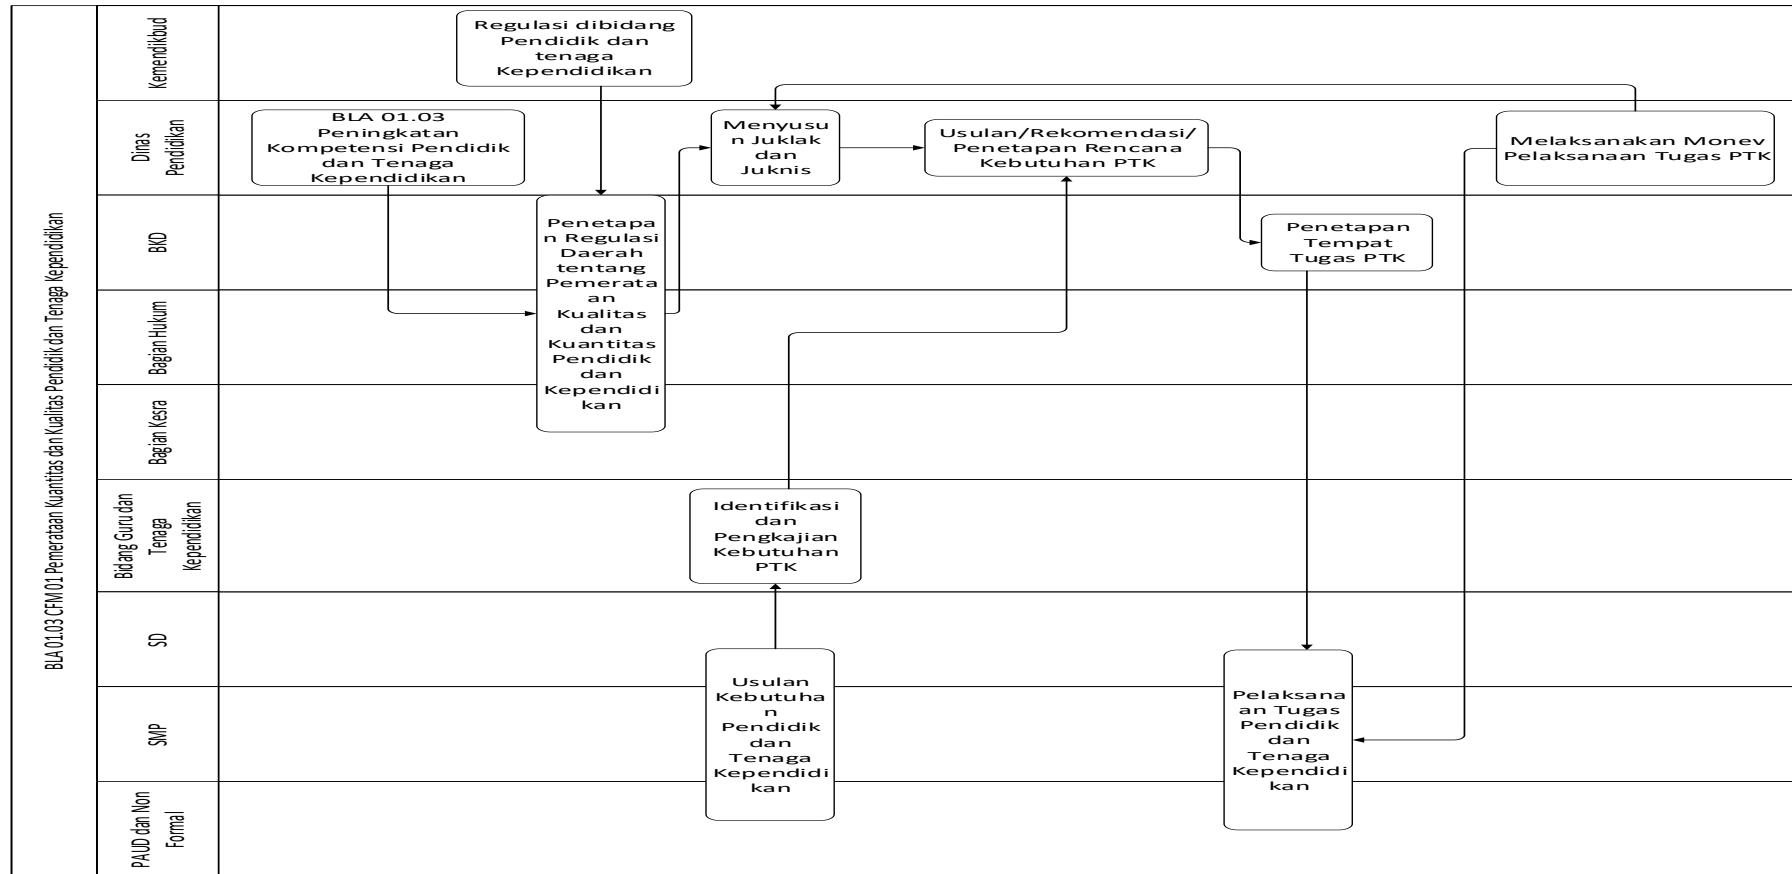 BLA 01.03 CFM 01 Pemerataan Kuantitas dan Kualitas Pendidik dan Tenaga Kependidikan
Kemendikbud
Regulasi dibidang
Pendidik dan
tenaga
Kependidikan
Dinas
Pendidikan
BLA 01.03
Peningkatan
Kompetensi Pendidik
dan Tenaga
Kependidikan
Menyusu
n Juklak
dan
Juknis
Usulan/Rekomendasi/
Penetapan Rencana
Kebutuhan PTK
Melaksanakan Monev
Pelaksanaan Tugas PTK
BKD
Penetapa
n Regulasi
Daerah
tentang
Pemerata
an
Kualitas
dan
Kuantitas
Pendidik
dan
Kependidi
kan
Penetapan
Tempat
Tugas PTK
Bagian Hukum
Bagian Kesra
Bidang Guru dan
Tenaga
Kependidikan
Identifikasi
dan
Pengkajian
Kebutuhan
PTK
SD
Usulan
Kebutuha
n
Pendidik
dan
Tenaga
Kependidi
kan
Pelaksana
an Tugas
Pendidik
dan
Tenaga
Kependidi
kan
SMP
PAUD dan Non
Formal